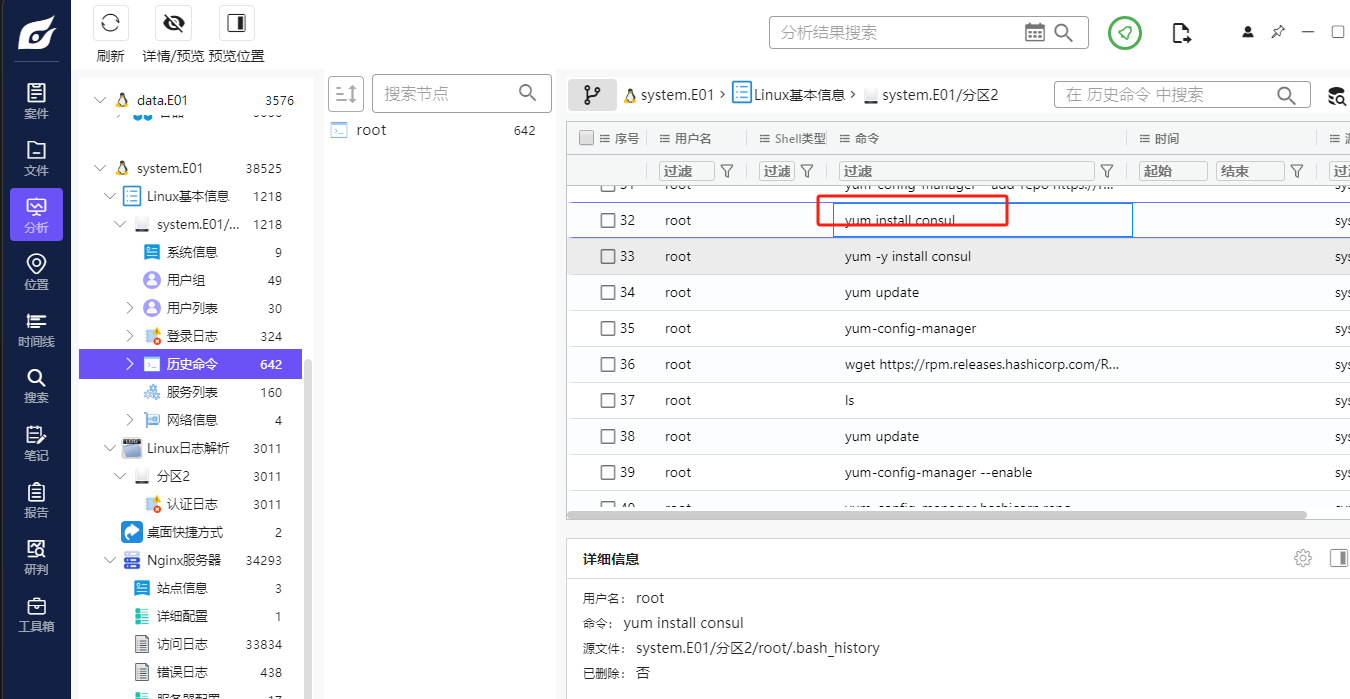 刷新
详情/预览 预览位置
分析结果搜索
案件
文件
分析
位置
时间线
搜索
笔记
报告
研判
工具箱
data.E01 3576
system.E01 38525
Linux基本信息 1218
system.E01/... 1218
系统信息 9
用户组 49
用户列表 30
登录日志 324
历史命令 642
服务列表 160
网络信息 4
Linux日志解析 3011
分区2 3011
认证日志 3011
桌面快捷方式 2
Nginx服务器 34293
站点信息 3
详细配置 1
访问日志 33834
错误日志 438
搜索节点
root 642
system.E01 > Linux基本信息 > system.E01/分区2
在 历史命令 中搜索
序号 用户名 Shell类型 命令 时间
过滤 过滤 过滤 起始 结束
32 root yum install consul
33 root yum -y install consul
34 root yum update
35 root yum-config-manager
36 root wget https://rpm.releases.hashicorp.com/R...
37 root ls
38 root yum update
39 root yum-config-manager --enable
详细信息
用户名： root
命令： yum install consul
源文件： system.E01/分区2/root/.bash_history
已删除： 否